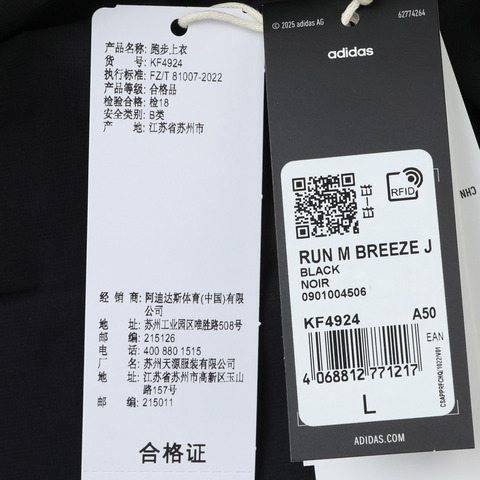 产品名称: 跑步上衣
货 号: KF4924
执行标准: FZ/T 81007-2022
产品等级: 合格品
检验合格: 检18
安全类别: B类
产 地: 江苏省苏州市
经 销 商: 阿迪达斯体育(中国)有限
公司
地址: 苏州工业园区唯胜路508号
邮 编: 215126
电 话: 400 880 1515
厂 名: 苏州天源服装有限公司
地址: 江苏省苏州市高新区玉山
路157号
邮 编: 215011
合格证
© 2025 adidas AG
62774264
adidas
RFID
RUN M BREEZE J
BLACK
NOIR
0901004506
KF4924 A50
EAN
4 068812 771217
L
ADIDAS.COM
CHN